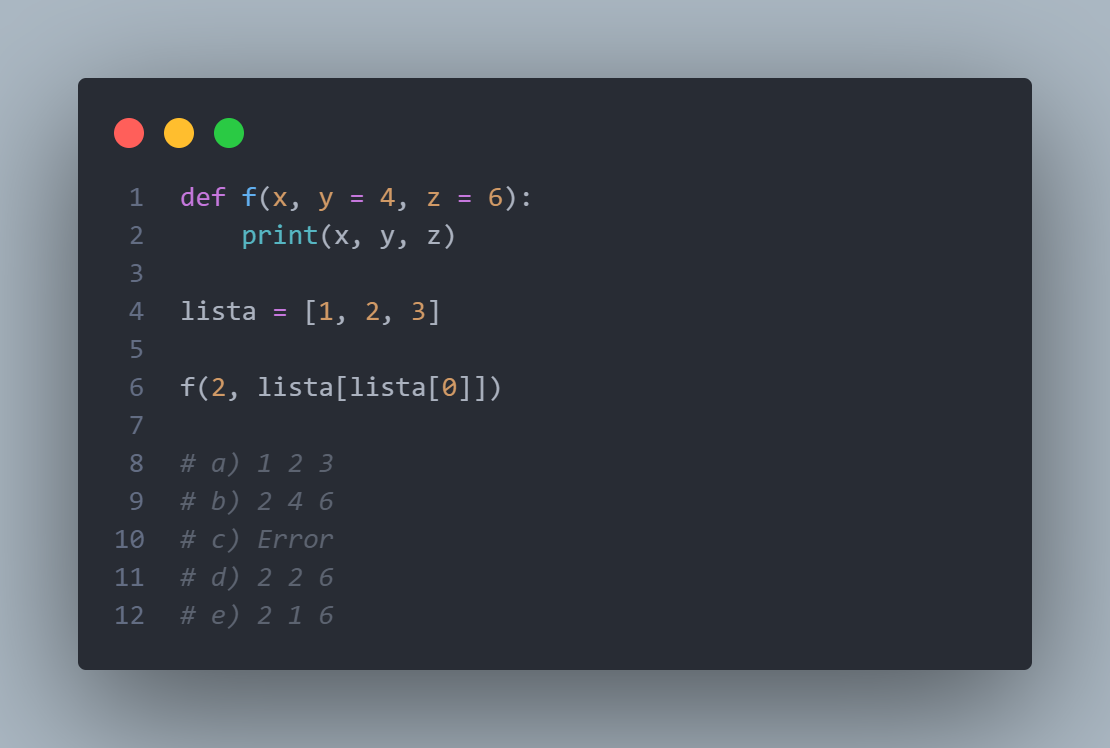 1 def f(x, y = 4, z = 6):
2     print(x, y, z)
3
4 lista = [1, 2, 3]
5
6 f(2, lista[lista[0]])
7
8 # a) 1 2 3
9 # b) 2 4 6
10 # c) Error
11 # d) 2 2 6
12 # e) 2 1 6